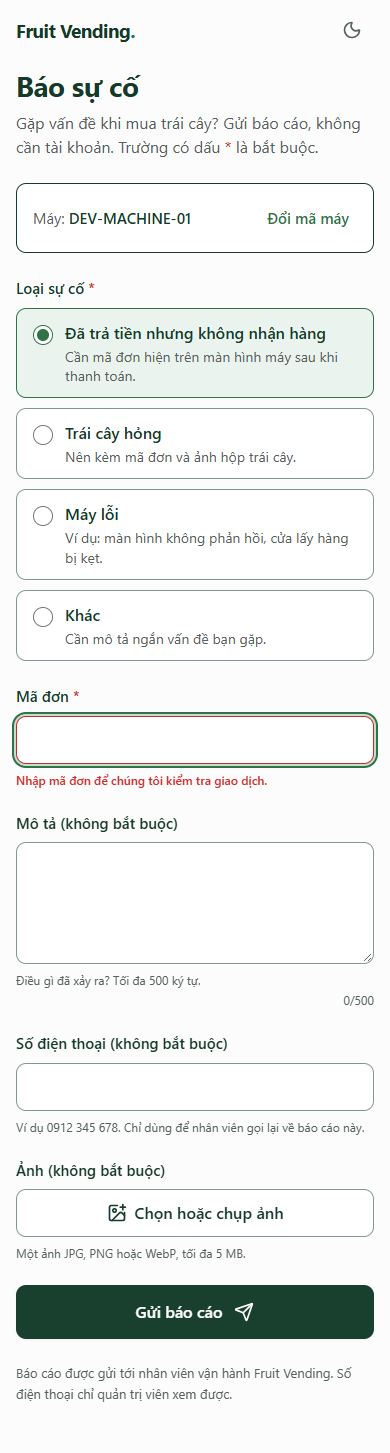 Fruit Vending.
Báo sự cố
Gặp vấn đề khi mua trái cây? Gửi báo cáo, không
cần tài khoản. Trường có dấu * là bắt buộc.
Máy: DEV-MACHINE-01
Đổi mã máy
Loại sự cố *
Đã trả tiền nhưng không nhận hàng
Cần mã đơn hiện trên màn hình máy sau khi
thanh toán.
Trái cây hỏng
Nên kèm mã đơn và ảnh hộp trái cây.
Máy lỗi
Ví dụ: màn hình không phản hồi, cửa lấy hàng
bị kẹt.
Khác
Cần mô tả ngắn vấn đề bạn gặp.
Mã đơn *
Nhập mã đơn để chúng tôi kiểm tra giao dịch.
Mô tả (không bắt buộc)
Điều gì đã xảy ra? Tối đa 500 ký tự.
0/500
Số điện thoại (không bắt buộc)
Ví dụ 0912 345 678. Chỉ dùng để nhân viên gọi lại về báo cáo này.
Ảnh (không bắt buộc)
Chọn hoặc chụp ảnh
Một ảnh JPG, PNG hoặc WebP, tối đa 5 MB.
Gửi báo cáo
Báo cáo được gửi tới nhân viên vận hành Fruit Vending. Số
điện thoại chỉ quản trị viên xem được.